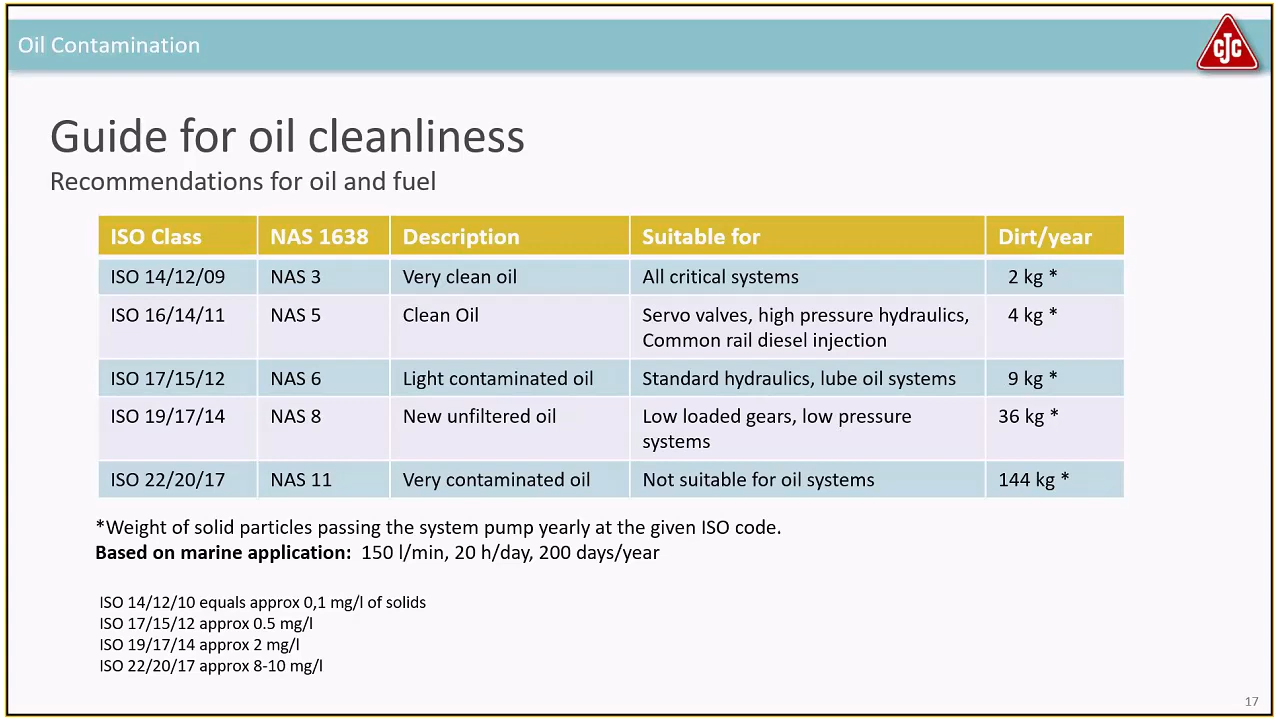 Oil Contamination
CJC
Guide for oil cleanliness
Recommendations for oil and fuel
ISO Class NAS 1638 Description Suitable for Dirt/year
ISO 14/12/09 NAS 3 Very clean oil All critical systems 2 kg *
ISO 16/14/11 NAS 5 Clean Oil Servo valves, high pressure hydraulics, 4 kg *
Common rail diesel injection
ISO 17/15/12 NAS 6 Light contaminated oil Standard hydraulics, lube oil systems 9 kg *
ISO 19/17/14 NAS 8 New unfiltered oil Low loaded gears, low pressure 36 kg *
systems
ISO 22/20/17 NAS 11 Very contaminated oil Not suitable for oil systems 144 kg *
*Weight of solid particles passing the system pump yearly at the given ISO code.
Based on marine application: 150 l/min, 20 h/day, 200 days/year
ISO 14/12/10 equals approx 0,1 mg/l of solids
ISO 17/15/12 approx 0.5 mg/l
ISO 19/17/14 approx 2 mg/l
ISO 22/20/17 approx 8-10 mg/l
17